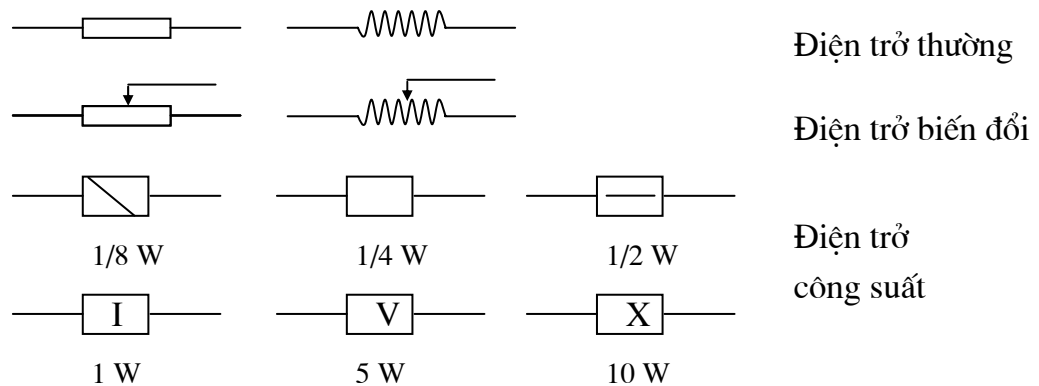 Điện trở thường
Điện trở biến đổi
1/8 W
1/4 W
1/2 W
Điện trở
công suất
I
V
X
1 W
5 W
10 W